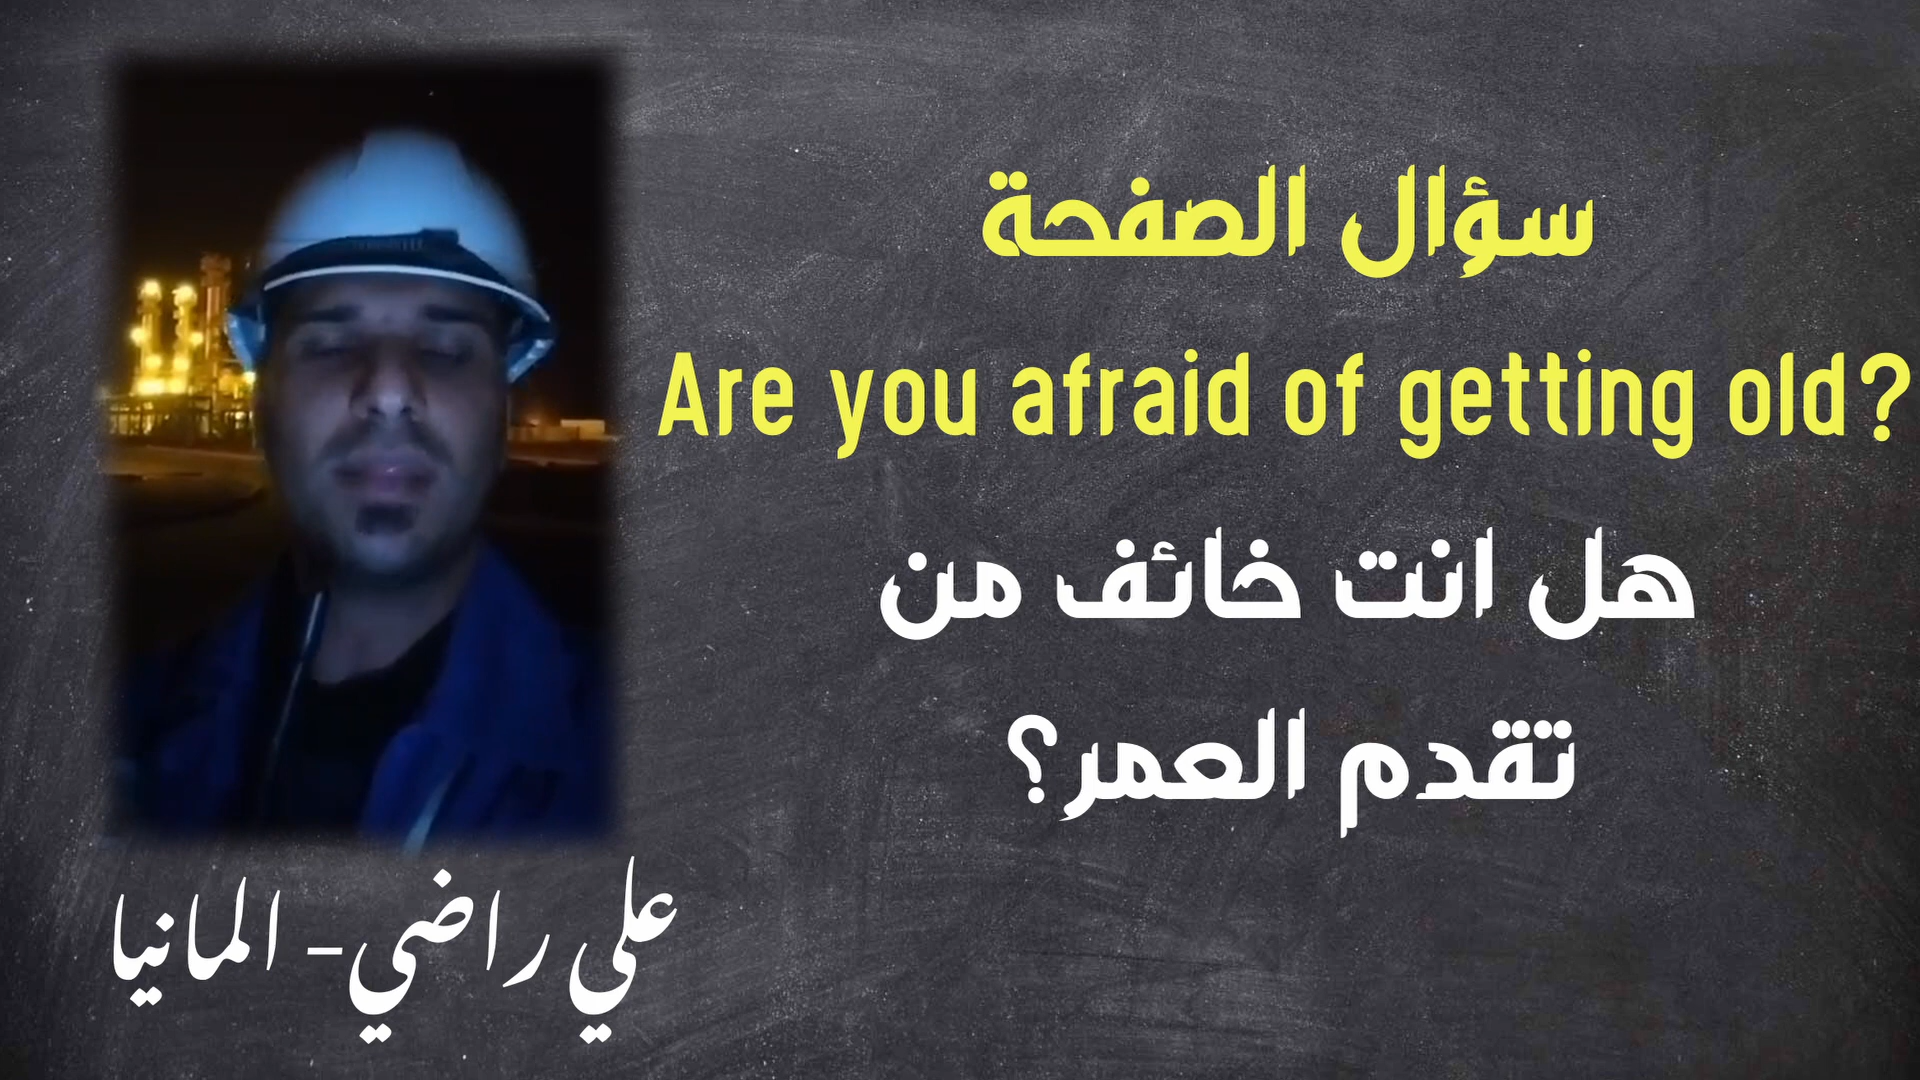 سؤال الصفحة
Are you afraid of getting old?
هل انت خائف من
تقدم العمر؟
علي راضي - المانيا